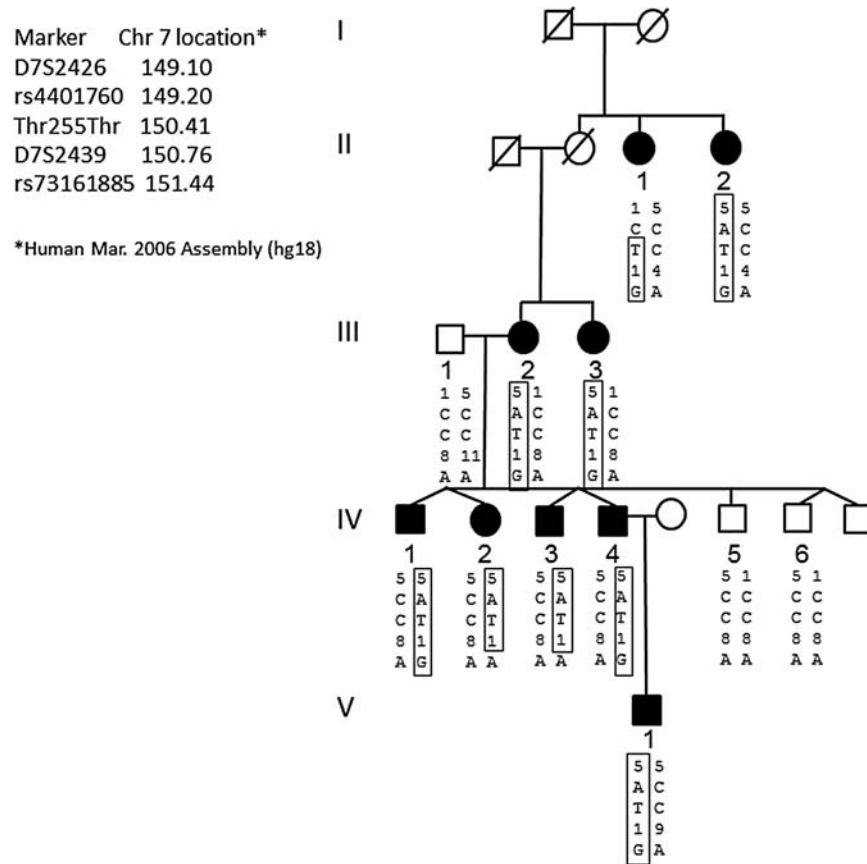 Marker Chr 7 location*
D7S2426 149.10
rs4401760 149.20
Thr255Thr 150.41
D7S2439 150.76
rs73161885 151.44
*Human Mar. 2006 Assembly (hg18)
I
II
1 2
1 5 5 5
C C A C
T C T C
1 4 1 4
G A G A
III
1 2 3
1 5 5 1 5 1
C C A C A C
C C T C T C
8 11 1 8 1 8
A A G A G A
IV
1 2 3 4 5 6
5 5 5 5 5 5 5 5 5 1 5 1
C A C A C A C A C C C C
C T C T C T C T C C C C
8 1 8 1 8 1 8 1 8 8 8 8
A G A A A A A G A A A A
V
1
5 5
A C
T C
1 9
G A